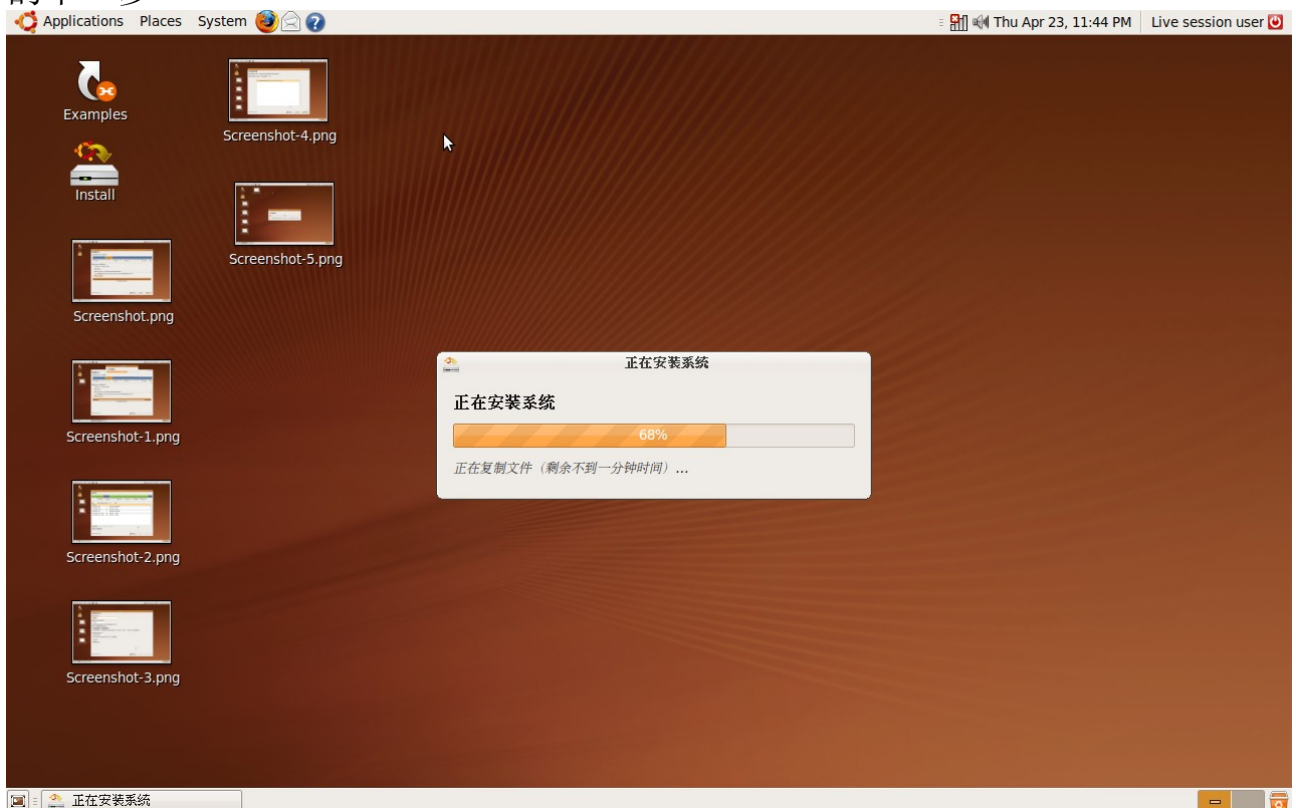 Applications Places System Thu Apr 23, 11:44 PM Live session user
Examples
Screenshot-4.png
Install
Screenshot-5.png
Screenshot.png
正在安装系统
正在安装系统
68%
正在复制文件（剩余不到一分钟时间）...
Screenshot-1.png
Screenshot-2.png
Screenshot-3.png
正在安装系统